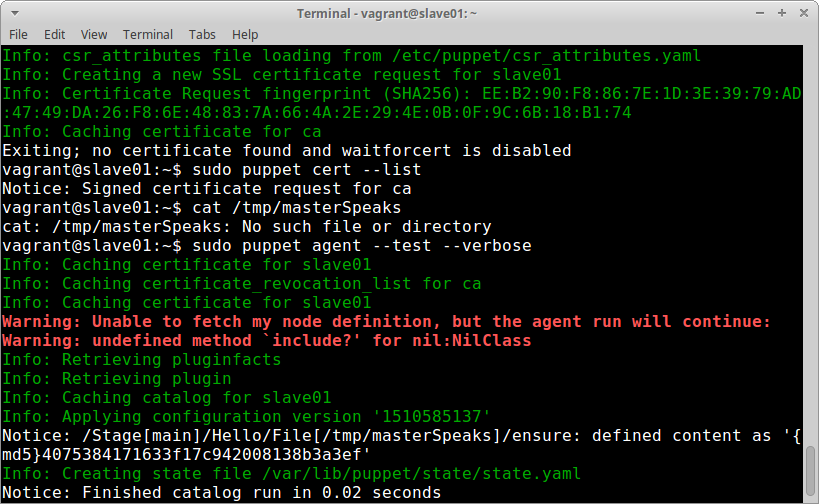 Terminal - vagrant@slave01: ~
File Edit View Terminal Tabs Help
Info: csr_attributes file loading from /etc/puppet/csr_attributes.yaml
Info: Creating a new SSL certificate request for slave01
Info: Certificate Request fingerprint (SHA256): EE:B2:90:F8:86:7E:1D:3E:39:79:AD
:47:49:DA:26:F8:6E:48:83:7A:66:4A:2E:29:4E:0B:0F:9C:6B:18:B1:74
Info: Caching certificate for ca
Exiting; no certificate found and waitforcert is disabled
vagrant@slave01:~$ sudo puppet cert --list
Notice: Signed certificate request for ca
vagrant@slave01:~$ cat /tmp/masterSpeaks
cat: /tmp/masterSpeaks: No such file or directory
vagrant@slave01:~$ sudo puppet agent --test --verbose
Info: Caching certificate for slave01
Info: Caching certificate_revocation_list for ca
Info: Caching certificate for slave01
Warning: Unable to fetch my node definition, but the agent run will continue:
Warning: undefined method `include?' for nil:NilClass
Info: Retrieving pluginfacts
Info: Retrieving plugin
Info: Caching catalog for slave01
Info: Applying configuration version '1510585137'
Notice: /Stage[main]/Hello/File[/tmp/masterSpeaks]/ensure: defined content as '{
md5}4075384171633f17c942008138b3a3ef'
Info: Creating state file /var/lib/puppet/state/state.yaml
Notice: Finished catalog run in 0.02 seconds